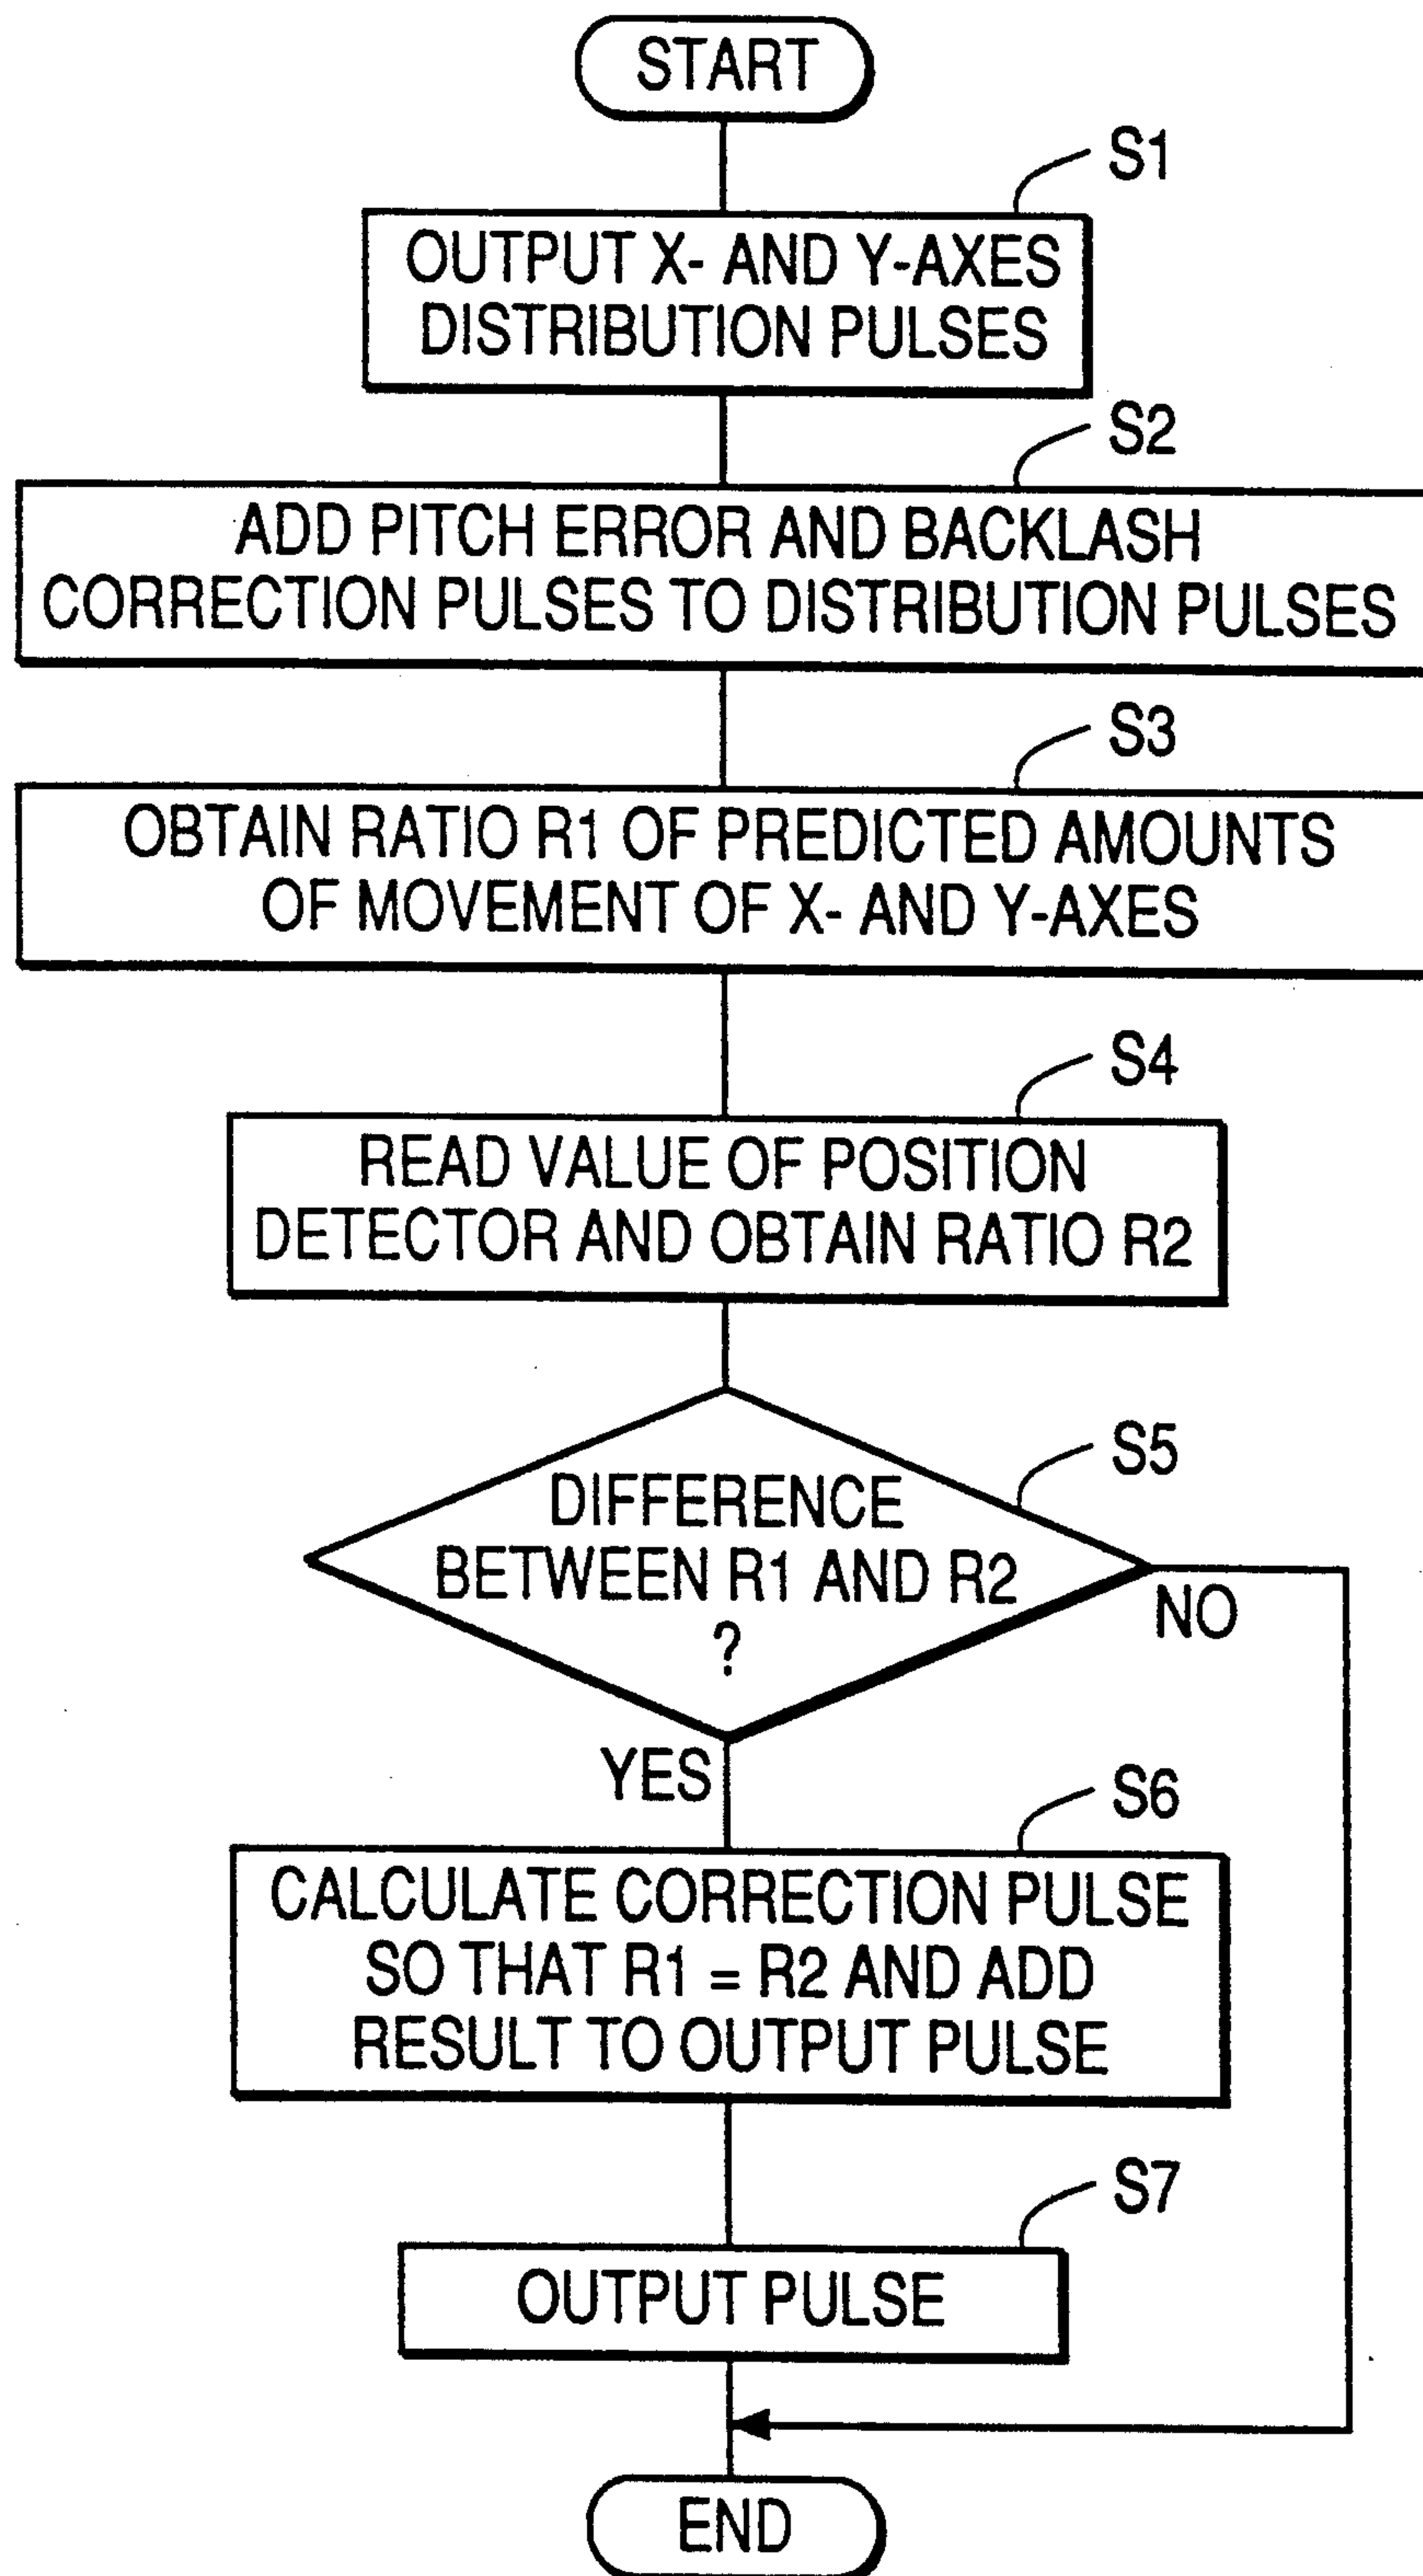 START
S1
OUTPUT X- AND Y-AXES
DISTRIBUTION PULSES
S2
ADD PITCH ERROR AND BACKLASH
CORRECTION PULSES TO DISTRIBUTION PULSES
S3
OBTAIN RATIO R1 OF PREDICTED AMOUNTS
OF MOVEMENT OF X- AND Y-AXES
S4
READ VALUE OF POSITION
DETECTOR AND OBTAIN RATIO R2
S5
DIFFERENCE
BETWEEN R1 AND R2
?
NO
YES
S6
CALCULATE CORRECTION PULSE
SO THAT R1 = R2 AND ADD
RESULT TO OUTPUT PULSE
S7
OUTPUT PULSE
END